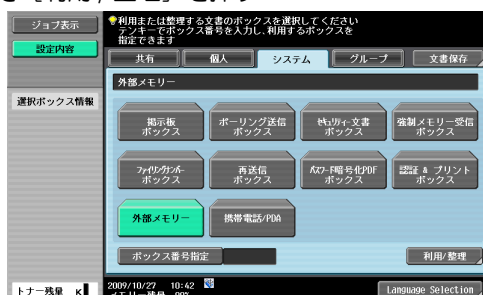 ジョブ表示
設定内容
選択ボックス情報
トナー残量 K
利用または整理する文書のボックスを選択してください
テンキーでボックス番号を入力し、利用するボックスを
指定できます
共有
個人
システム
グループ
文書保存
外部メモリー
掲示板
ボックス
ポーリング送信
ボックス
セキュリティ-文書
ボックス
強制メモリー受信
ボックス
ファイリングナンバー
ボックス
再送信
ボックス
パスワード暗号化PDF
ボックス
認証 & プリント
ボックス
外部メモリー
携帯電話/PDA
ボックス番号指定
利用/整理
2009/10/27 10:42
Language Selection